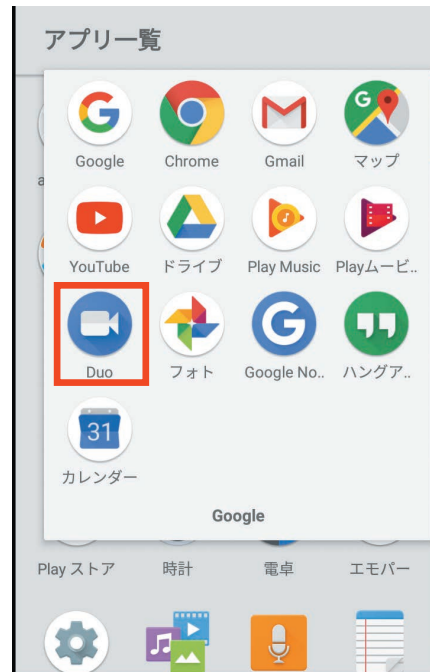 アプリ一覧
Google
Chrome
Gmail
マップ
a
YouTube
ドライブ
Play Music
Playムービ..
Duo
フォト
Google No..
ハングア..
31
カレンダー
Google
Play ストア
時計
電卓
エモパー